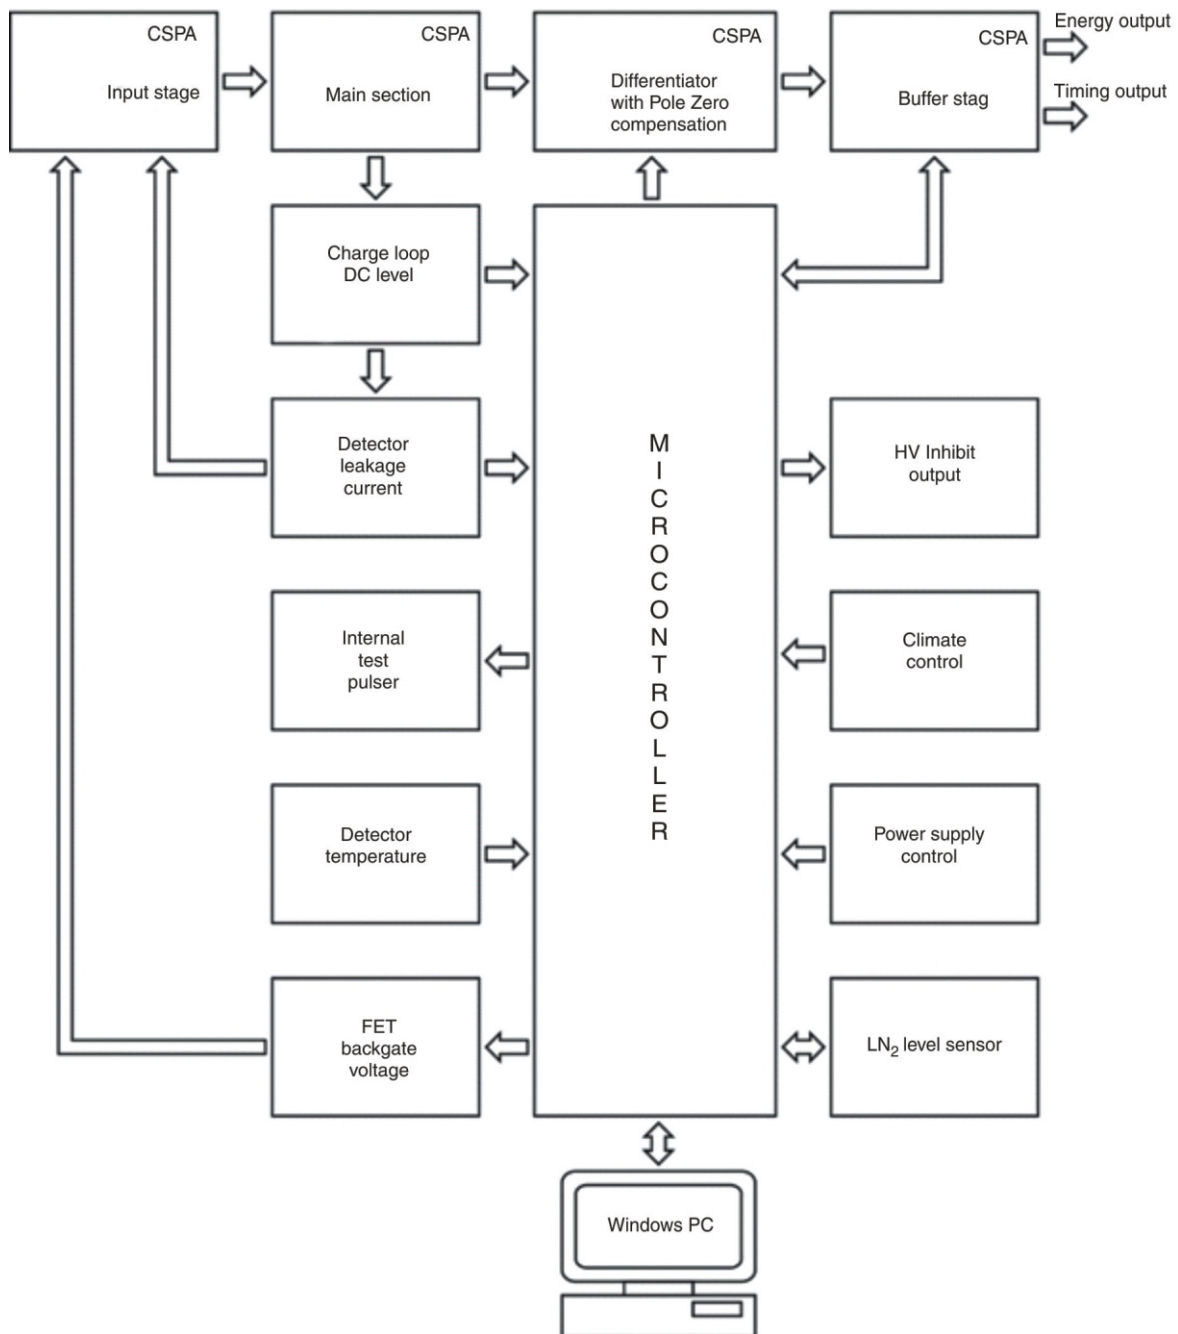 CSPA
Input stage
CSPA
Main section
CSPA
Differentiator
with Pole Zero
compensation
CSPA
Buffer stag
Energy output
Timing output
Charge loop
DC level
Detector
leakage
current
Internal
test
pulser
Detector
temperature
FET
backgate
voltage
MICROCONTROLLER
HV Inhibit
output
Climate
control
Power supply
control
LN₂ level sensor
Windows PC